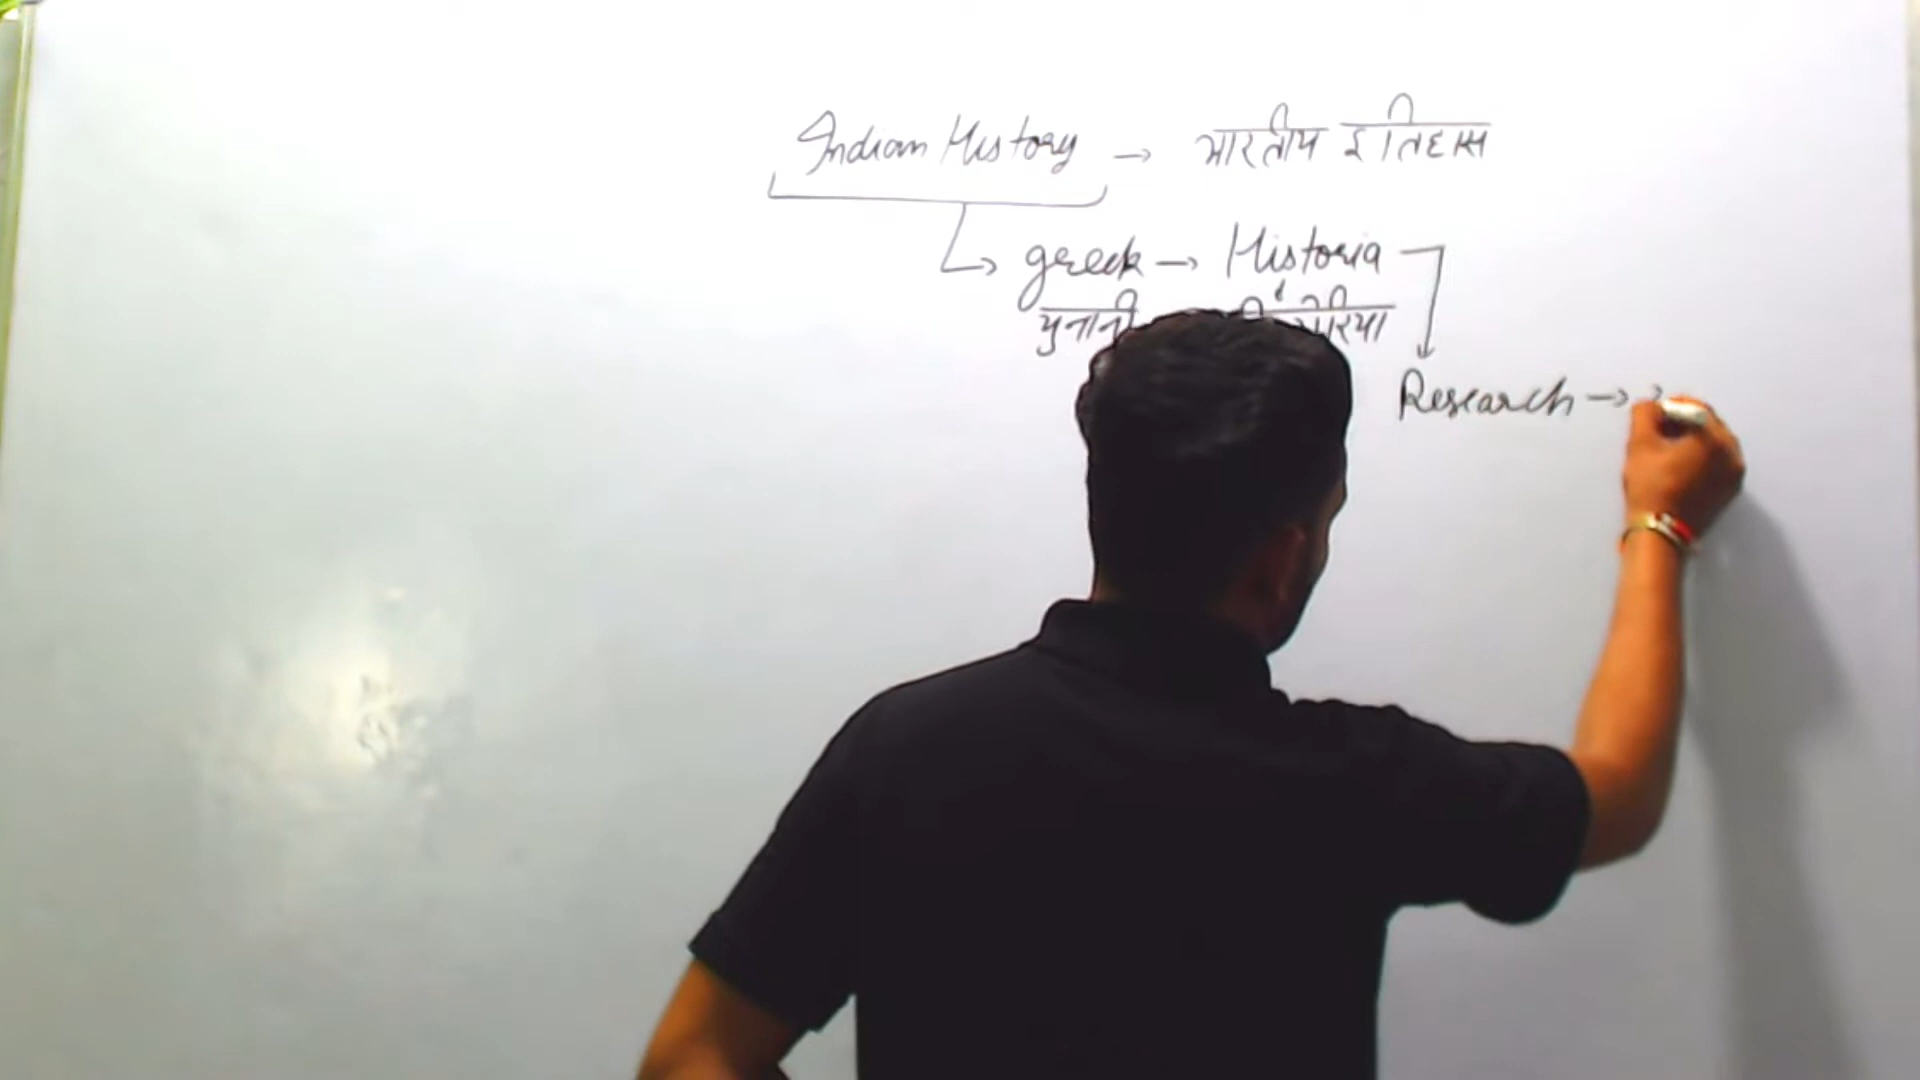 Indian History → भारतीय इतिहास
→ greek → Historia
युनानी
Research →